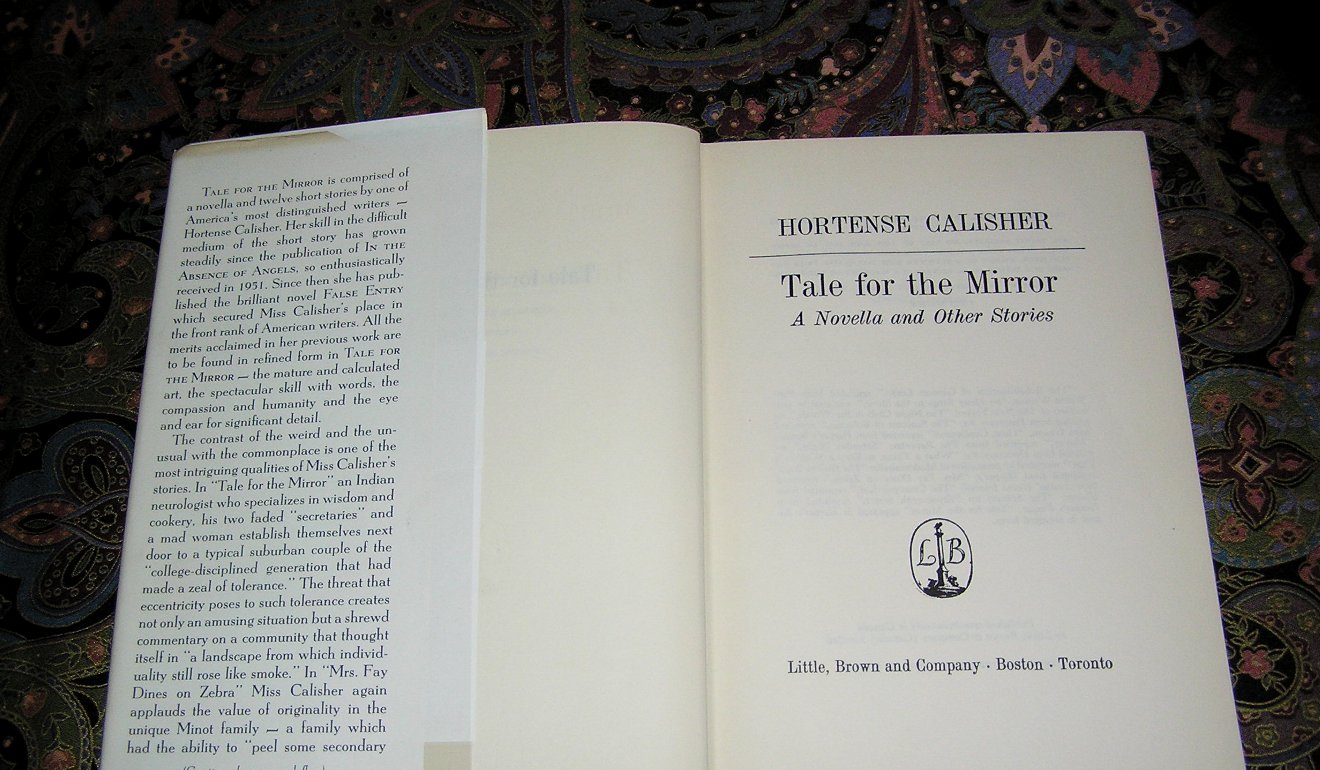 TALE FOR THE MIRROR is comprised of
a novella and twelve short stories by one of
America's most distinguished writers —
Hortense Calisher. Her skill in the difficult
medium of the short story has grown
steadily since the publication of IN THE
ABSENCE OF ANGELS, so enthusiastically
received in 1951. Since then she has pub-
lished the brilliant novel FALSE ENTRY
which secured Miss Calisher's place in
the front rank of American writers. All the
merits acclaimed in her previous work are
to be found in refined form in TALE FOR
THE MIRROR — the mature and calculated
art, the spectacular skill with words, the
compassion and humanity and the eye
and ear for significant detail.
The contrast of the weird and the un-
usual with the commonplace is one of the
most intriguing qualities of Miss Calisher's
stories. In "Tale for the Mirror" an Indian
neurologist who specializes in wisdom and
cookery, his two faded "secretaries" and
a mad woman establish themselves next
door to a typical suburban couple of the
"college-disciplined generation that had
made a zeal of tolerance." The threat that
eccentricity poses to such tolerance creates
not only an amusing situation but a shrewd
commentary on a community that thought
itself in "a landscape from which individ-
uality still rose like smoke." In "Mrs. Fay
Dines on Zebra" Miss Calisher again
applauds the value of originality in the
unique Minot family — a family which
had the ability to "peel some secondary
HORTENSE CALISHER
Tale for the Mirror
A Novella and Other Stories
L B
Little, Brown and Company · Boston · Toronto